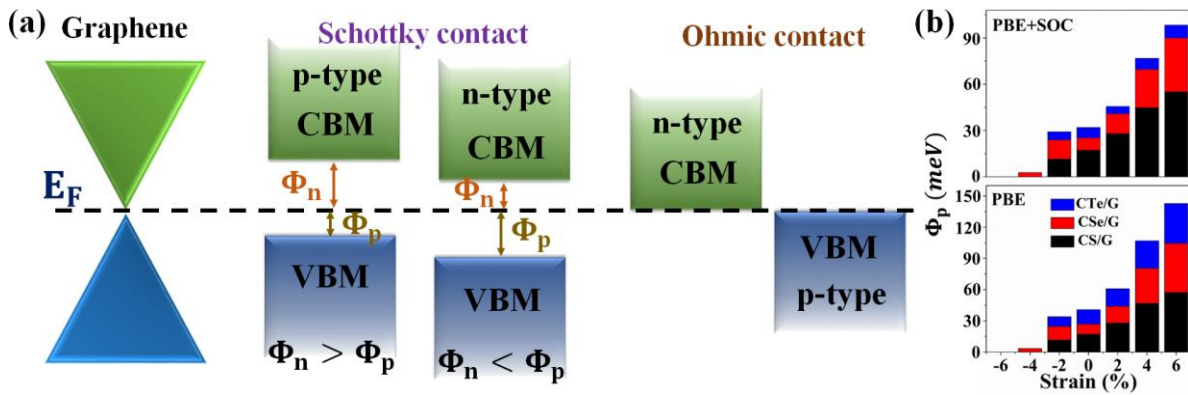 (a) Graphene
Schottky contact
Ohmic contact
p-type
CBM
n-type
CBM
n-type
CBM
E_F
Φ_n
Φ_p
Φ_n
Φ_p
VBM
Φ_n > Φ_p
VBM
Φ_n < Φ_p
VBM
p-type
(b)
PBE+SOC
90
60
30
0
Φ_p (meV)
PBE
150
120
90
60
30
0
CTe/G
CSe/G
CS/G
-6 -4 -2 0 2 4 6
Strain (%)